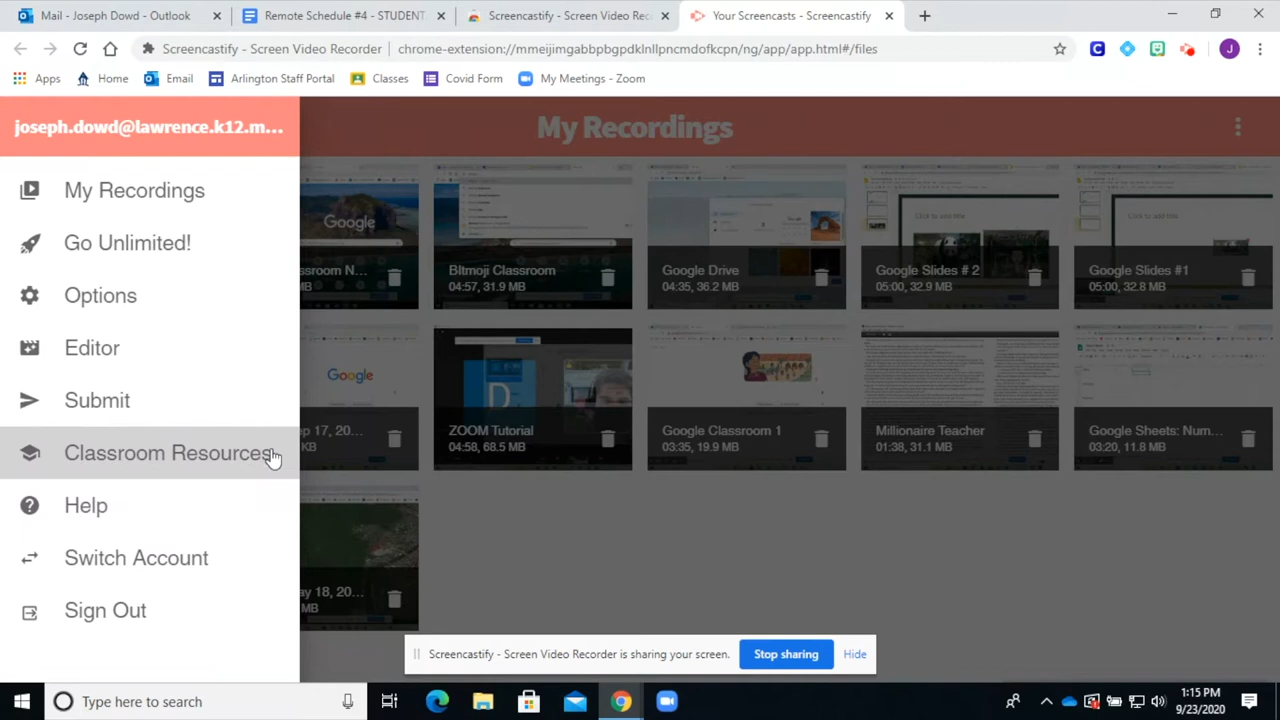 Mail - Joseph Dowd - Outlook
Remote Schedule #4 - STUDENT
Screencastify - Screen Video Rec
Your Screencasts - Screencastify
Screencastify - Screen Video Recorder
chrome-extension://mmeijimgabbpbgpdklnllpncmdofkcpn/ng/app/app.html#/files
J
Apps
Home
Email
Arlington Staff Portal
Classes
Covid Form
My Meetings - Zoom
joseph.dowd@lawrence.k12.m...
My Recordings
My Recordings
Go Unlimited!
Options
Editor
Submit
Classroom Resources
Help
Switch Account
Sign Out
Google
ssroom N...
BItmoji Classroom
04:57, 31.9 MB
Google Drive
04:35, 36.2 MB
Click to add title
Google Slides # 2
05:00, 32.9 MB
Click to add title
Google Slides #1
05:00, 32.8 MB
MB
Google
ep 17, 20...
KB
ZOOM Tutorial
04:58, 68.5 MB
Google Classroom 1
03:35, 19.9 MB
Millionaire Teacher
01:38, 31.1 MB
Google Sheets: Num...
03:20, 11.8 MB
ay 18, 20...
MB
Screencastify - Screen Video Recorder is sharing your screen.
Stop sharing
Hide
Type here to search
1:15 PM
9/23/2020